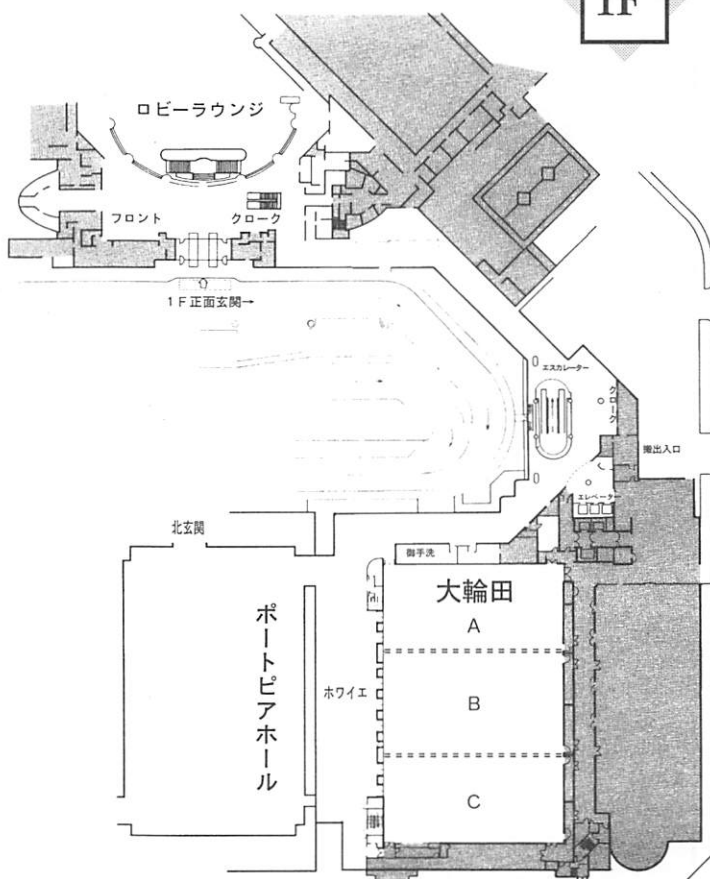 1F
ロビーラウンジ
フロント
クローク
1F正面玄関→
エスカレーター
クローク
搬出入口
エレベーター
北玄関
御手洗
大輪田
A
ポートピアホール
ホワイエ
B
C